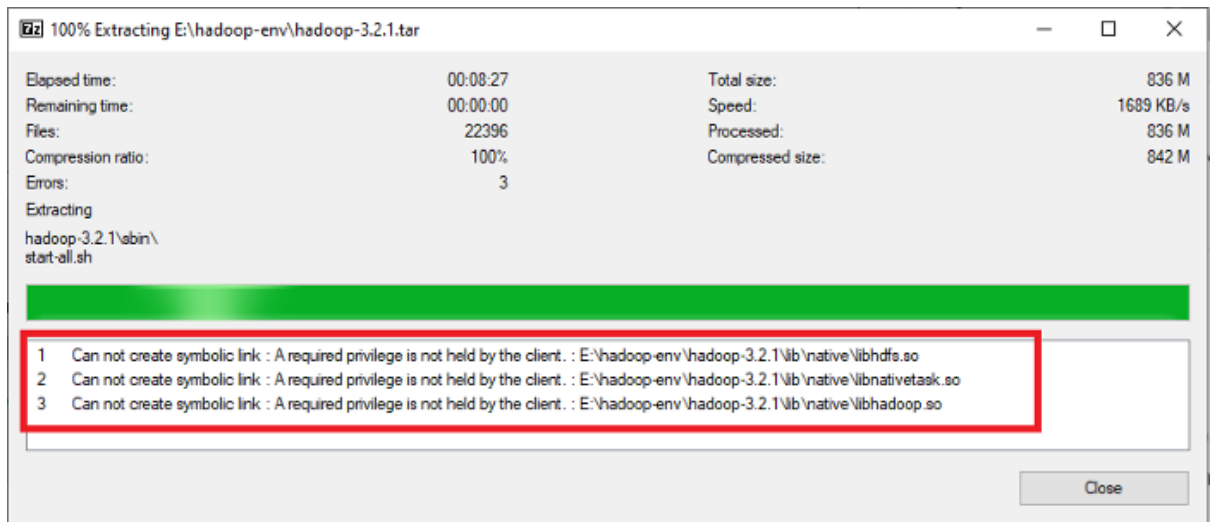 7z 100% Extracting E:\hadoop-env\hadoop-3.2.1.tar
Elapsed time: 00:08:27 Total size: 836 M
Remaining time: 00:00:00 Speed: 1689 KB/s
Files: 22396 Processed: 836 M
Compression ratio: 100% Compressed size: 842 M
Errors: 3
Extracting
hadoop-3.2.1\sbin\
start-all.sh
1 Can not create symbolic link : A required privilege is not held by the client. : E:\hadoop-env\hadoop-3.2.1\lib\native\libhdfs.so
2 Can not create symbolic link : A required privilege is not held by the client. : E:\hadoop-env\hadoop-3.2.1\lib\native\libnativetask.so
3 Can not create symbolic link : A required privilege is not held by the client. : E:\hadoop-env\hadoop-3.2.1\lib\native\libhadoop.so
Close